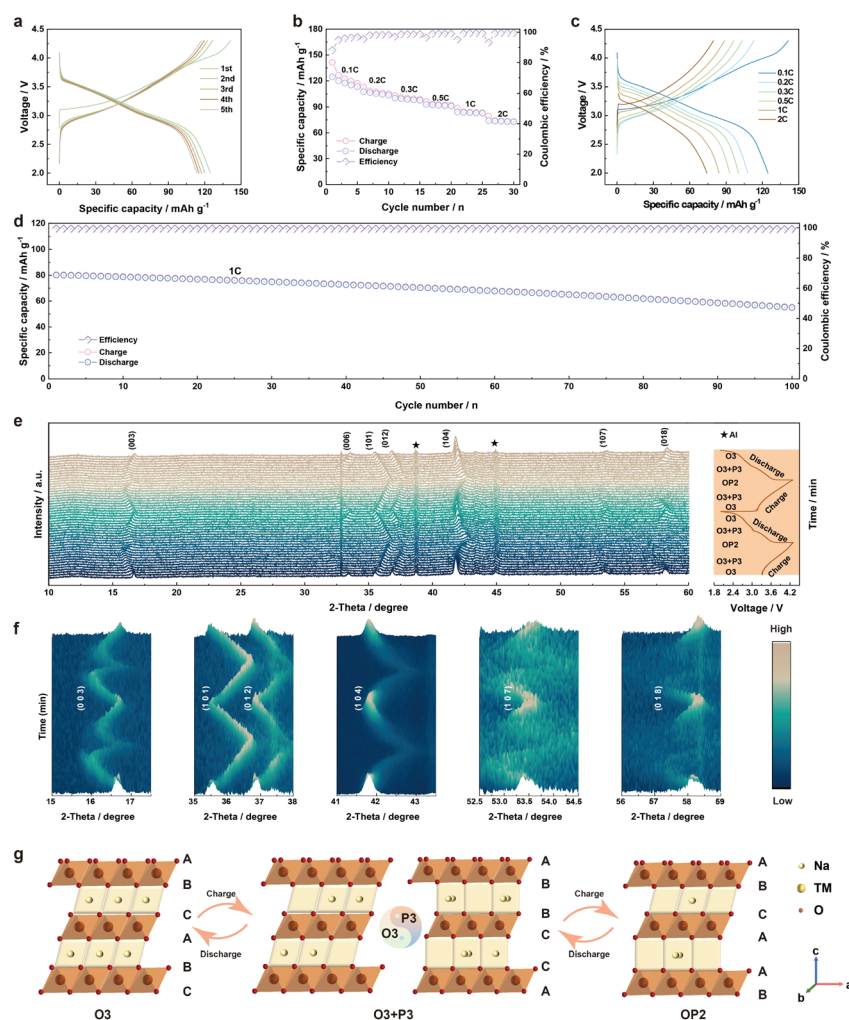 a
4.5
4.0
3.5
3.0
2.5
2.0
Voltage / V
1st
2nd
3rd
4th
5th
0 30 60 90 120 150
Specific capacity / mAh g-1
b
180
150
120
90
60
30
0
Specific capacity / mAh g-1
0.1C
0.2C
0.3C
0.5C
1C
2C
Charge
Discharge
Efficiency
100
80
60
40
20
0
Coulombic efficiency / %
0 5 10 15 20 25 30
Cycle number / n
c
4.5
4.0
3.5
3.0
2.5
2.0
Voltage / V
0.1C
0.2C
0.3C
0.5C
1C
2C
0 30 60 90 120 150
Specific capacity / mAh g-1
d
120
100
80
60
40
20
0
Specific capacity / mAh g-1
1C
Efficiency
Charge
Discharge
100
80
60
40
20
0
Coulombic efficiency / %
0 10 20 30 40 50 60 70 80 90 100
Cycle number / n
e
Intensity / a.u.
(003)
(006)
(101)
(012)
★
(104)
★
(107)
(018)
10 15 20 25 30 35 40 45 50 55 60
2-Theta / degree
★Al
O3
O3+P3
OP2
O3+P3
O3
O3
O3+P3
OP2
O3+P3
O3
Discharge
Charge
Discharge
Charge
Time / min
1.8 2.4 3.0 3.6 4.2
Voltage / V
f
Time (min)
(0 0 3)
15 16 17
2-Theta / degree
(1 0 1)
(0 1 2)
35 36 37 38
2-Theta / degree
(1 0 4)
41 42 43
2-Theta / degree
(1 0 7)
52.5 53.0 53.5 54.0 54.5
2-Theta / degree
(0 1 8)
56 57 58 59
2-Theta / degree
High
Low
g
A
B
C
A
B
C
O3
Charge
Discharge
O3
P3
A
B
B
C
C
A
O3+P3
Charge
Discharge
A
B
C
A
A
B
OP2
Na
TM
O
c
b
a